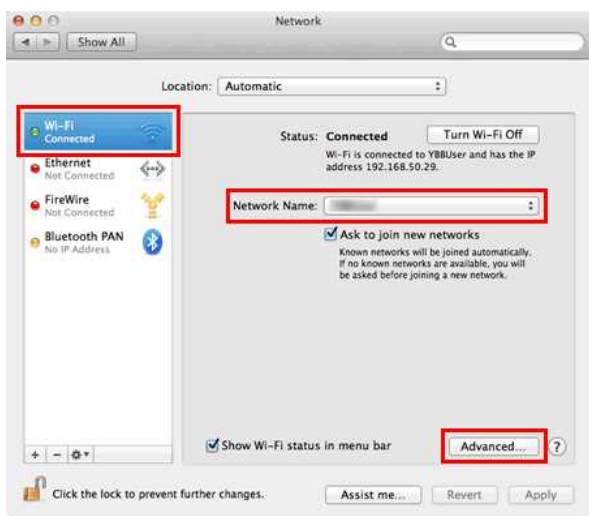 Network
Show All
Location: Automatic
Wi-Fi
Connected
Ethernet
Not Connected
FireWire
Not Connected
Bluetooth PAN
No IP Address
Status: Connected
Turn Wi-Fi Off
Wi-Fi is connected to YBBUser and has the IP
address 192.168.50.29.
Network Name:
Ask to join new networks
Known networks will be joined automatically.
If no known networks are available, you will
be asked before joining a new network.
Show Wi-Fi status in menu bar
Advanced...
?
Click the lock to prevent further changes.
Assist me...
Revert
Apply